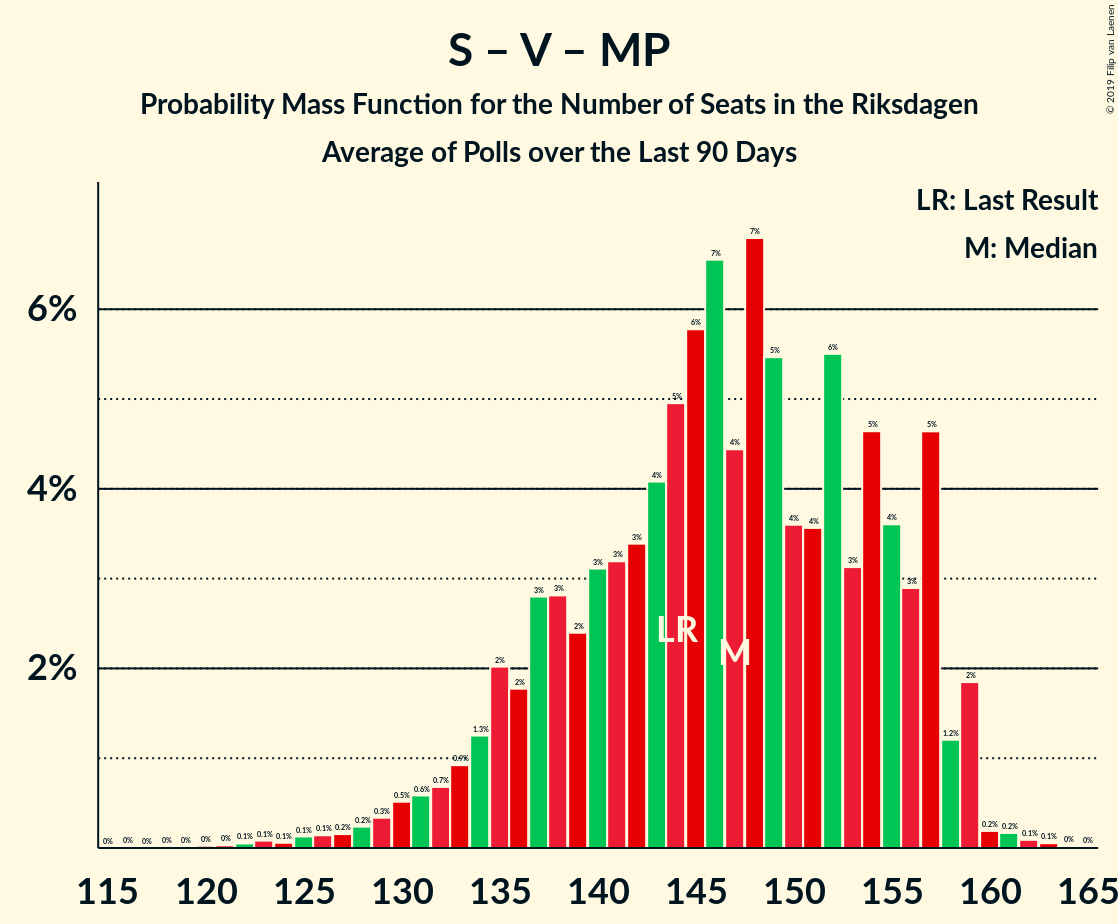 S – V – MP
Probability Mass Function for the Number of Seats in the Riksdagen
Average of Polls over the Last 90 Days
© 2019 Filip van Laenen
LR: Last Result
M: Median
6%
4%
2%
0% 0% 0% 0% 0% 0% 0% 0.1% 0.1% 0.1% 0.1% 0.1% 0.2% 0.2% 0.3% 0.5% 0.6% 0.7% 0.9% 1.3% 2% 2% 3% 3% 2% 3% 3% 3% 4% 5% 6% 7% 4% 7% 5% 4% 4% 6% 3% 5% 4% 3% 5% 1.2% 2% 0.2% 0.2% 0.1% 0.1% 0% 0%
LR
M
115 120 125 130 135 140 145 150 155 160 165